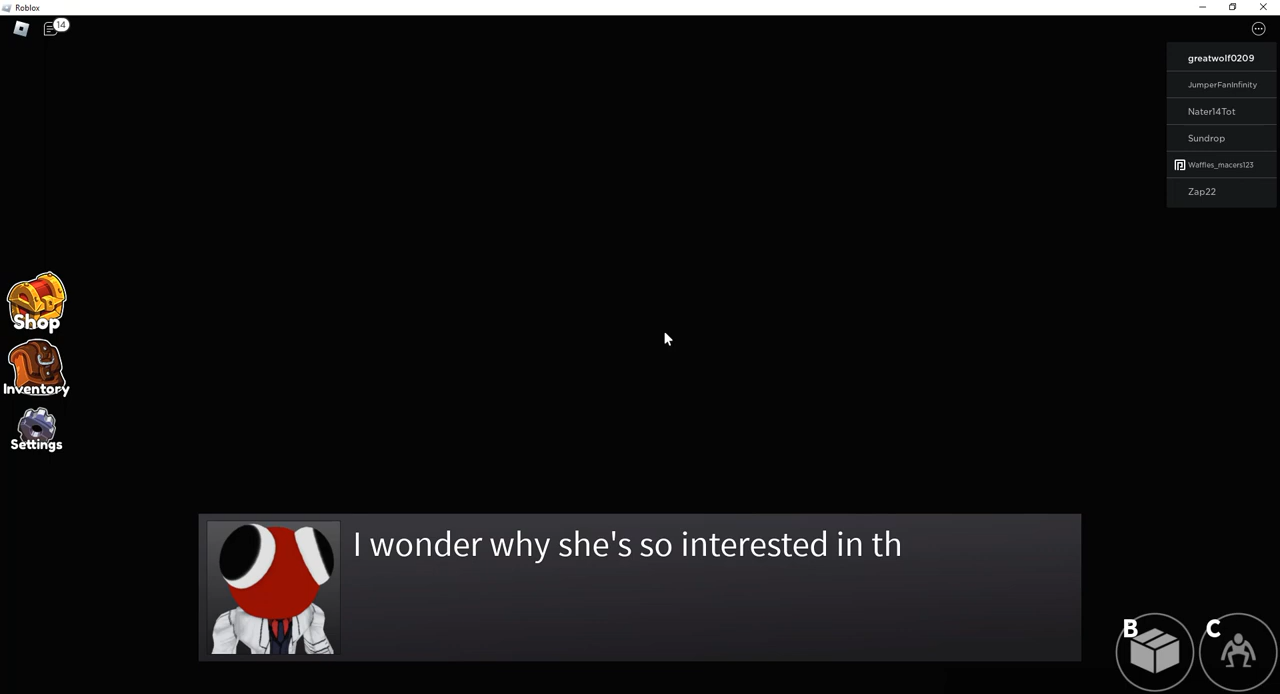 Roblox
14
greatwolf0209
JumperFanInfinity
Nater14Tot
Sundrop
Waffles_macers123
Zap22
Shop
Inventory
Settings
I wonder why she's so interested in th
B
C